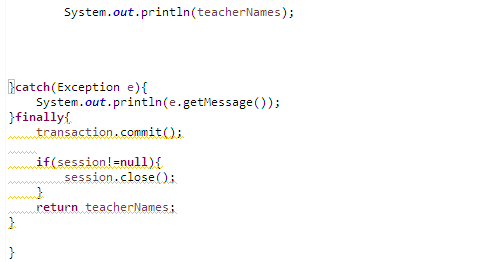 System.out.println(teacherNames);
}catch(Exception e){
System.out.println(e.getMessage());
}finally{
transaction.commit();
if(session!=null){
session.close();
}
return teacherNames;
}
}